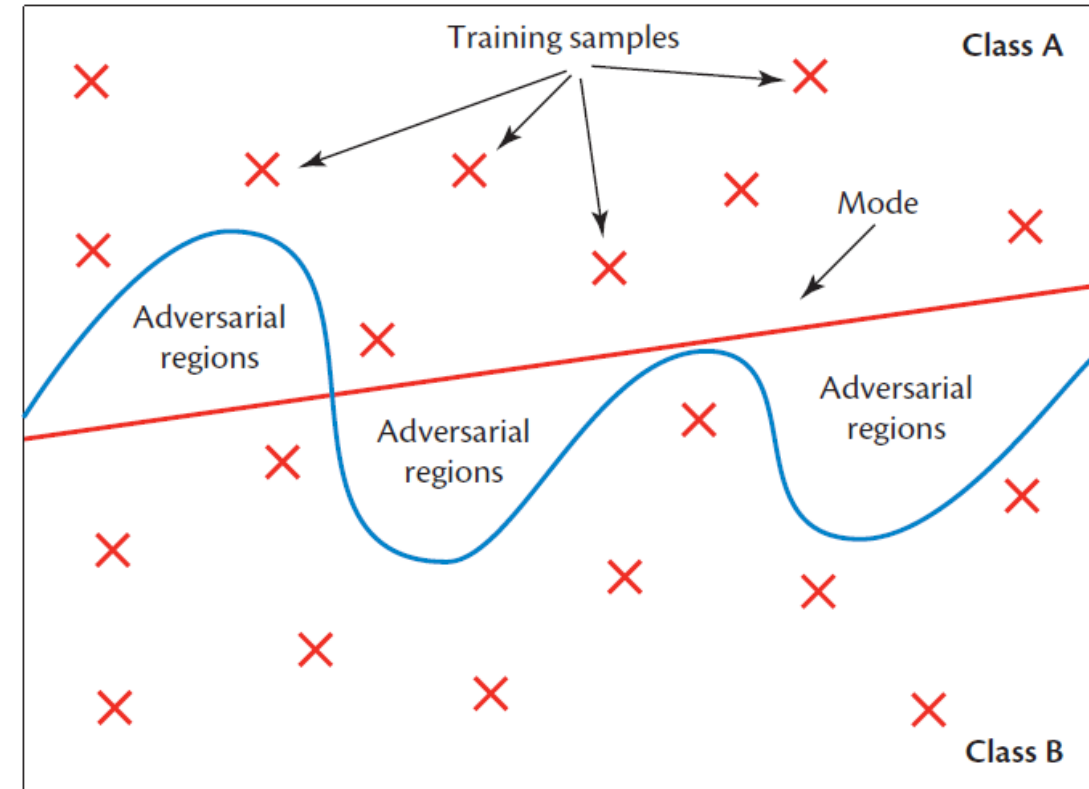 Training samples
Class A
Mode
Adversarial
regions
Adversarial
regions
Adversarial
regions
Class B